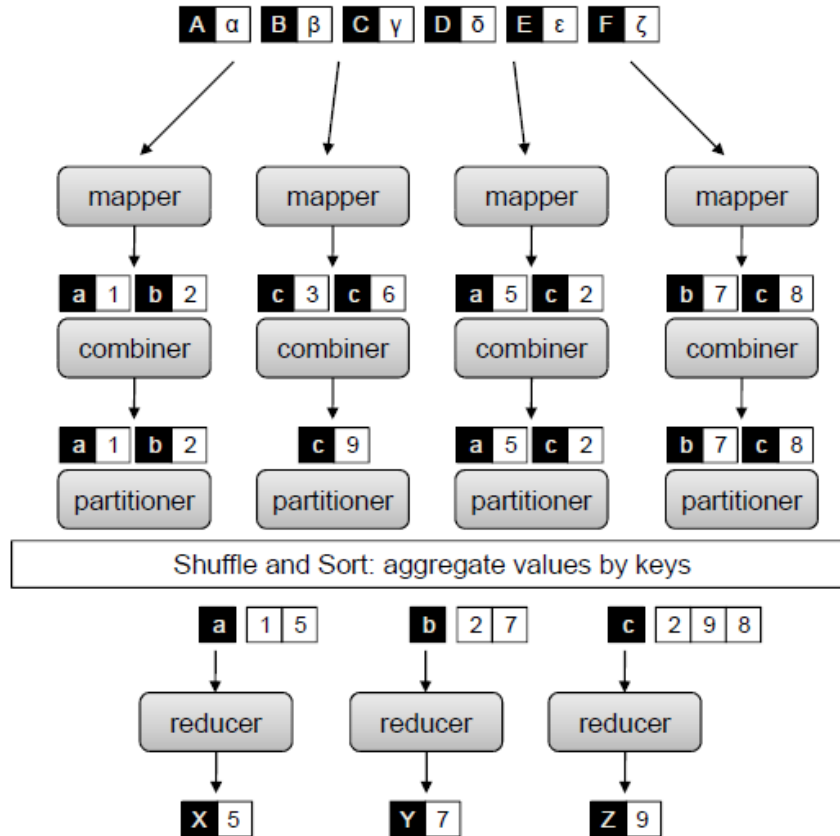 A α B β C γ D δ E ε F ζ
mapper mapper mapper mapper
a 1 b 2 c 3 c 6 a 5 c 2 b 7 c 8
combiner combiner combiner combiner
a 1 b 2 c 9 a 5 c 2 b 7 c 8
partitioner partitioner partitioner partitioner
Shuffle and Sort: aggregate values by keys
a 1 5 b 2 7 c 2 9 8
reducer reducer reducer
X 5 Y 7 Z 9